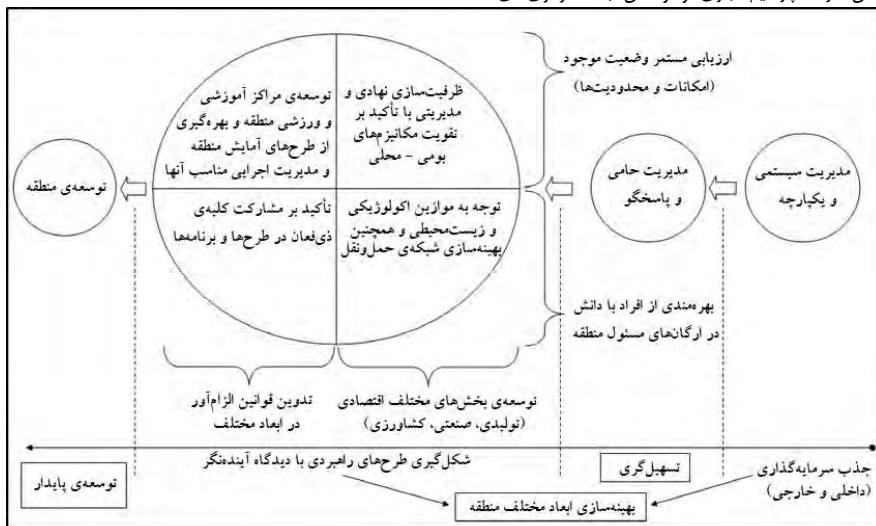 ارزیابی مستمر وضعیت موجود
(امکانات و محدودیت‌ها)
مدیریت سیستمی
و یکپارچه
مدیریت حامی
و پاسخگو
ظرفیت‌سازی نهادی و
مدیریتی با تأکید بر
تقویت مکانیزم‌های
بومی – محلی
توسعه‌ی مراکز آموزشی
و ورزشی منطقه و بهره‌گیری
از طرح‌های آمایش منطقه
و مدیریت اجرایی مناسب آنها
توجه به موازین اکولوژیکی
و زیست‌محیطی و همچنین
بهینه‌سازی شبکه‌ی حمل‌ونقل
تأکید بر مشارکت کلیه‌ی
ذی‌فعان در طرح‌ها و برنامه‌ها
توسعه‌ی منطقه
بهره‌مندی از افراد با دانش
در ارگان‌های مسئول منطقه
توسعه‌ی بخش‌های مختلف اقتصادی
(تولیدی، صنعتی، کشاورزی)
تدوین قوانین الزام‌آور
در ابعاد مختلف
جذب سرمایه‌گذاری
(داخلی و خارجی)
تسهیل‌گری
شکل‌گیری طرح‌های راهبردی با دیدگاه آینده‌نگر
توسعه‌ی پایدار
بهینه‌سازی ابعاد مختلف منطقه